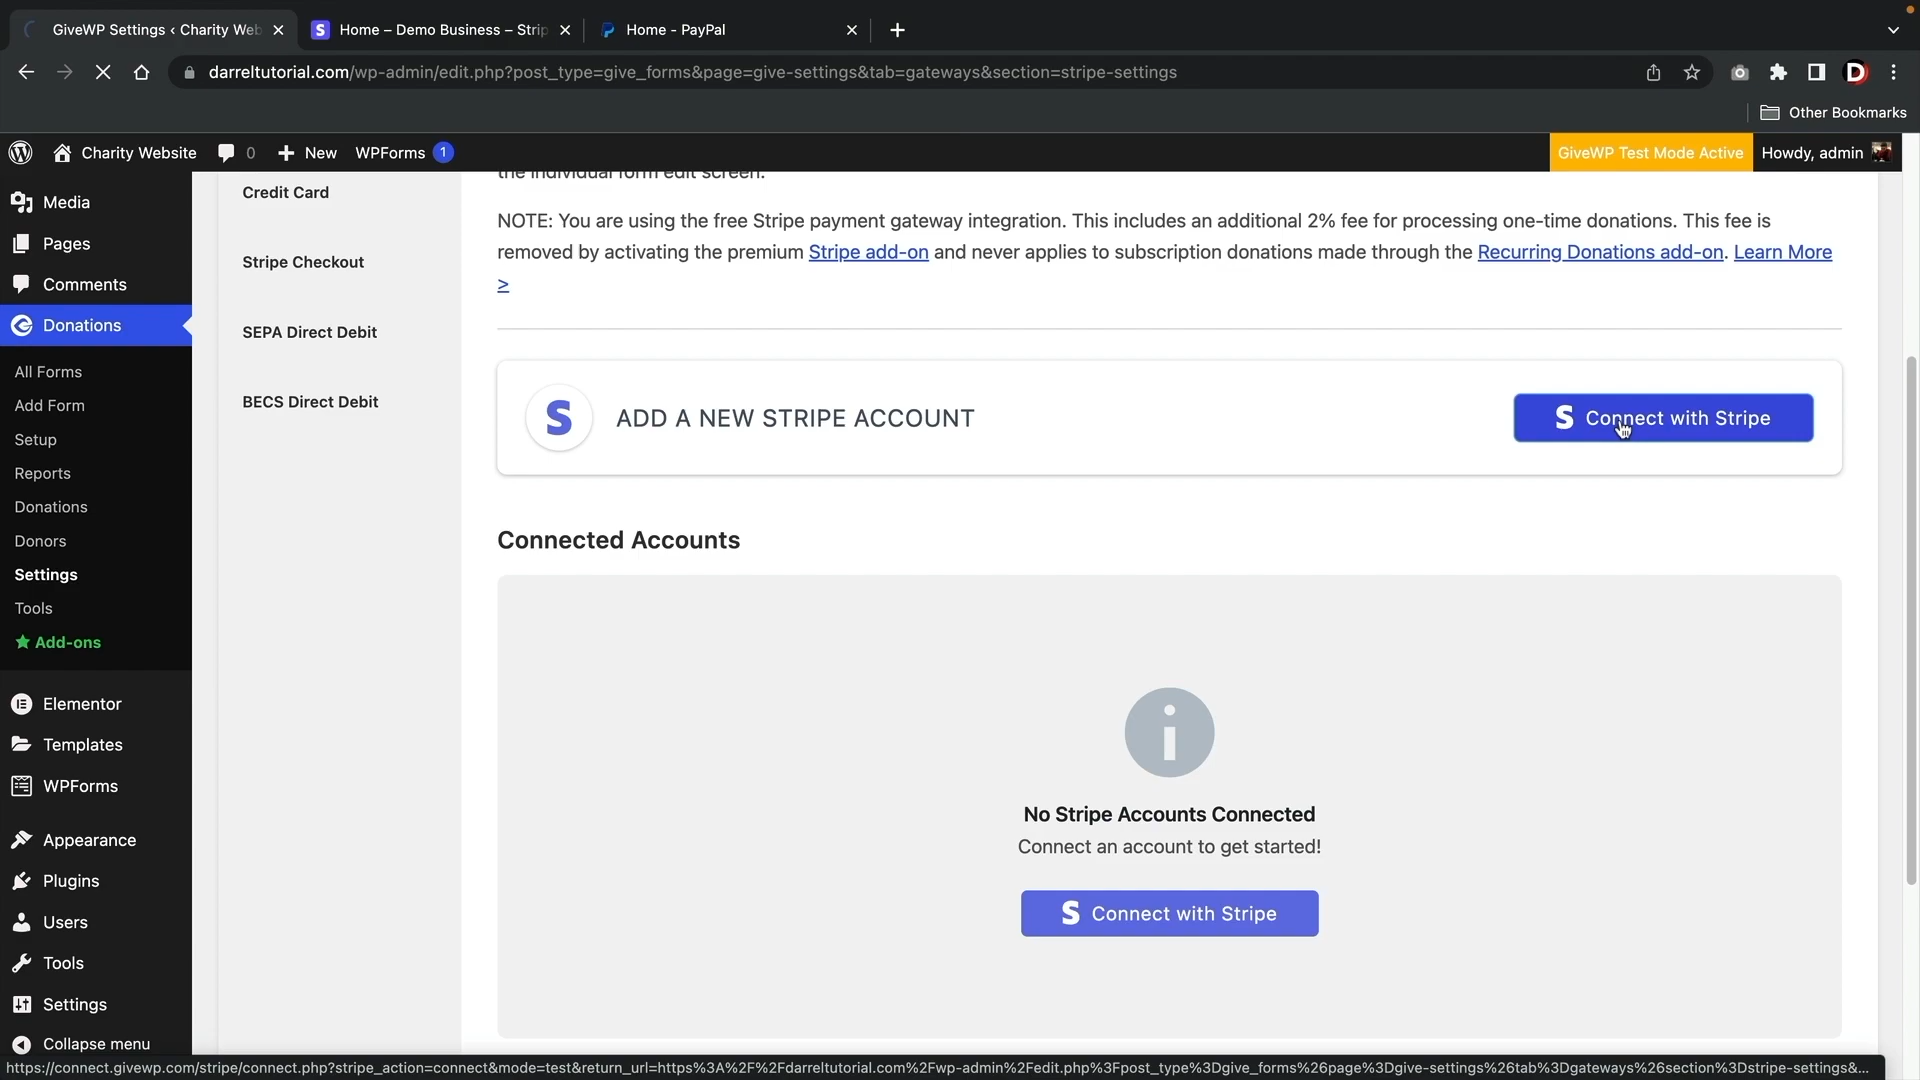 GiveWP Settings ‹ Charity Web
Home – Demo Business – Strip
Home - PayPal
darreltutorial.com/wp-admin/edit.php?post_type=give_forms&page=give-settings&tab=gateways&section=stripe-settings
Other Bookmarks
Charity Website
0
New
WPForms 1
GiveWP Test Mode Active
Howdy, admin
Media
Pages
Comments
Donations
All Forms
Add Form
Setup
Reports
Donations
Donors
Settings
Tools
Add-ons
Elementor
Templates
WPForms
Appearance
Plugins
Users
Tools
Settings
Collapse menu
Credit Card
Stripe Checkout
SEPA Direct Debit
BECS Direct Debit
the individual form edit screen.
NOTE: You are using the free Stripe payment gateway integration. This includes an additional 2% fee for processing one-time donations. This fee is
removed by activating the premium Stripe add-on and never applies to subscription donations made through the Recurring Donations add-on. Learn More
>
S ADD A NEW STRIPE ACCOUNT
S Connect with Stripe
Connected Accounts
No Stripe Accounts Connected
Connect an account to get started!
S Connect with Stripe
https://connect.givewp.com/stripe/connect.php?stripe_action=connect&mode=test&return_url=https%3A%2F%2Fdarreltutorial.com%2Fwp-admin%2Fedit.php%3Fpost_type%3Dgive_forms%26page%3Dgive-settings%26tab%3Dgateways%26section%3Dstripe-settings&...